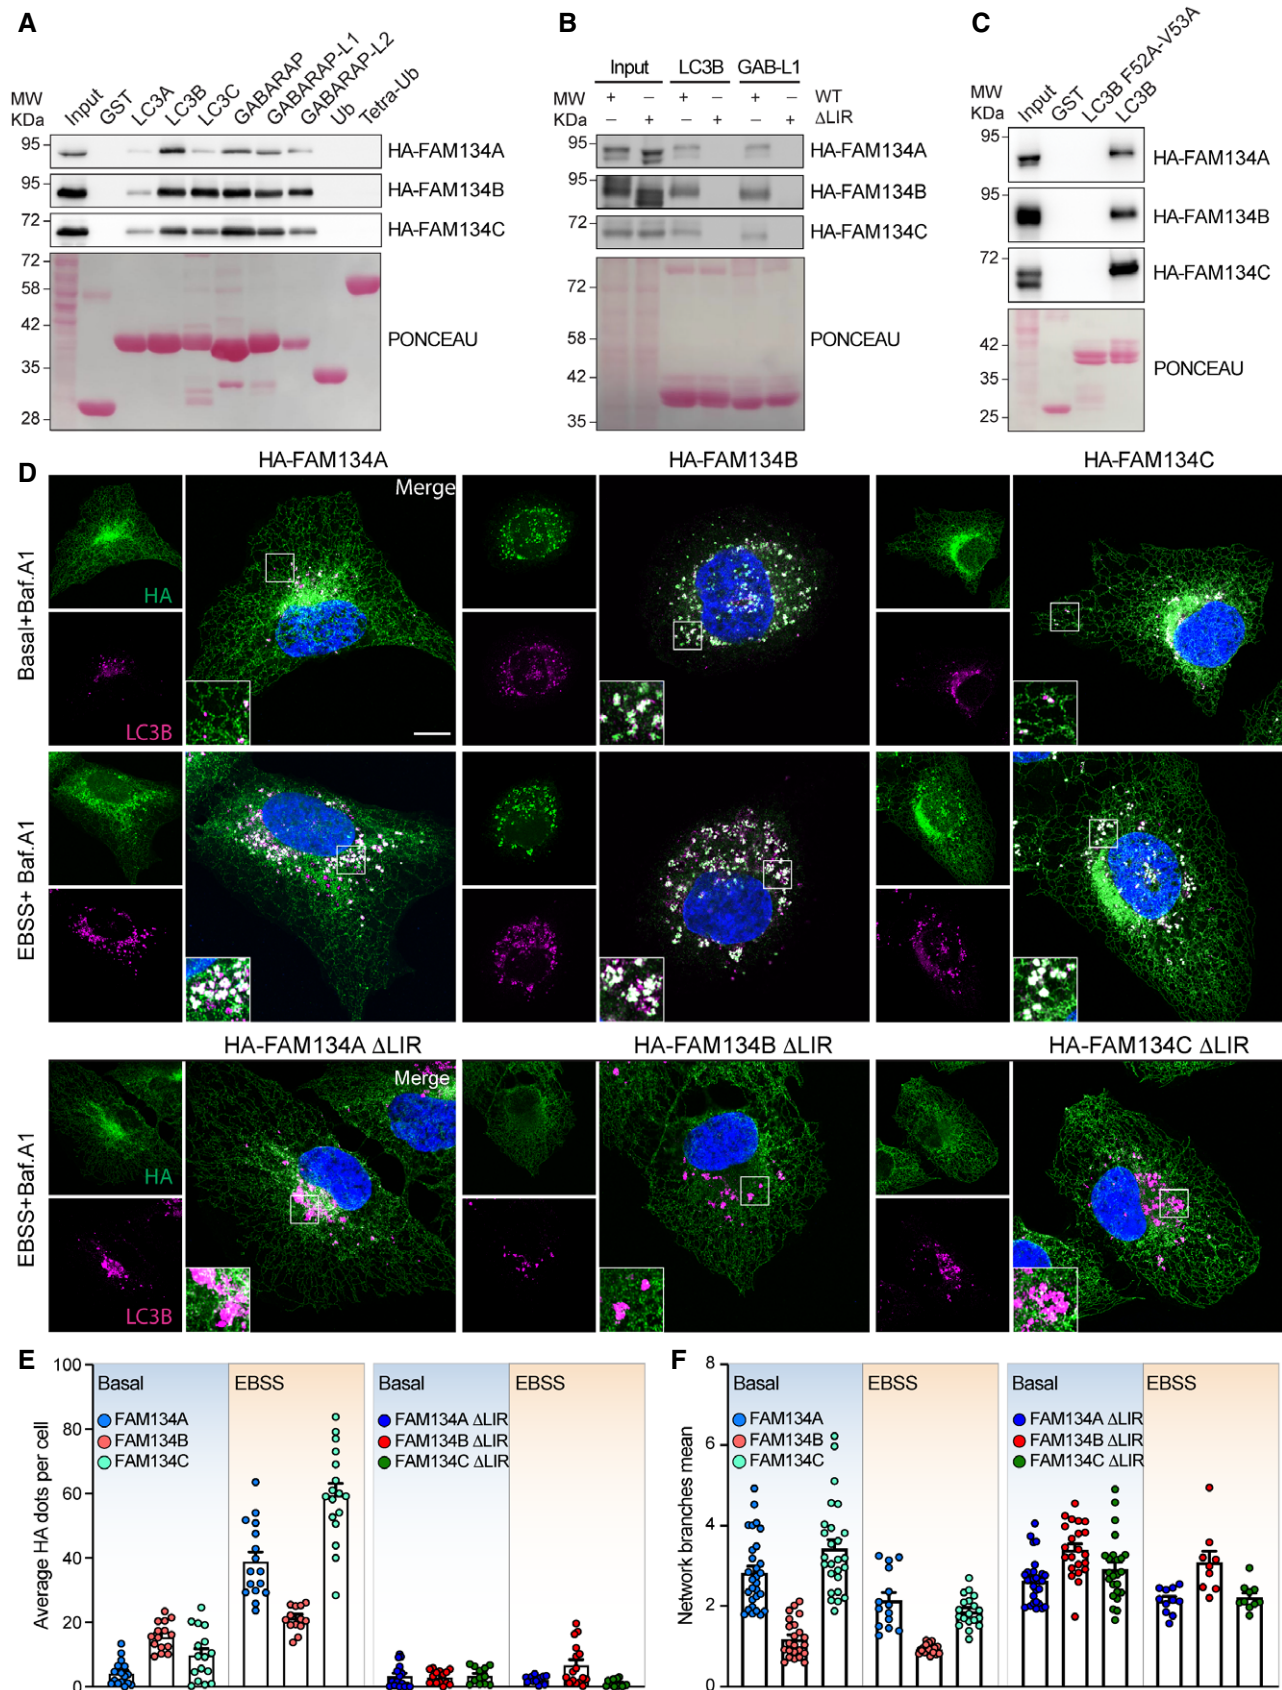 A
MW
KDa
Input
GST
LC3A
LC3B
LC3C
GABARAP
GABARAP-L1
GABARAP-L2
Ub
Tetra-Ub
95
HA-FAM134A
95
HA-FAM134B
72
HA-FAM134C
72
58
42
35
28
PONCEAU
B
Input LC3B GAB-L1
MW + − + − + − WT
KDa − + − + − + ΔLIR
95
HA-FAM134A
95
HA-FAM134B
72
HA-FAM134C
72
58
42
35
PONCEAU
C
MW
KDa
Input
GST
LC3B F52A-V53A
LC3B
95
HA-FAM134A
95
HA-FAM134B
72
HA-FAM134C
42
35
25
PONCEAU
D
HA-FAM134A HA-FAM134B HA-FAM134C
Basal+Baf.A1
HA
LC3B
Merge
EBSS+ Baf.A1
HA-FAM134A ΔLIR HA-FAM134B ΔLIR HA-FAM134C ΔLIR
EBSS+Baf.A1
HA
LC3B
Merge
E
Average HA dots per cell
100
80
60
40
20
0
Basal EBSS Basal EBSS
FAM134A
FAM134B
FAM134C
FAM134A ΔLIR
FAM134B ΔLIR
FAM134C ΔLIR
F
Network branches mean
8
6
4
2
0
Basal EBSS Basal EBSS
FAM134A
FAM134B
FAM134C
FAM134A ΔLIR
FAM134B ΔLIR
FAM134C ΔLIR